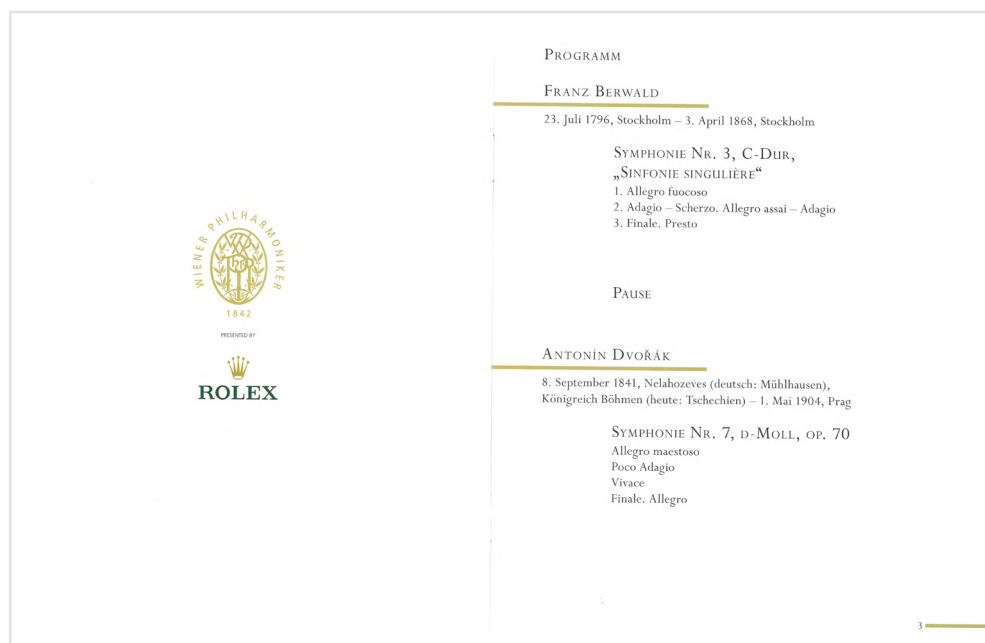 WIENER PHILHARMONIKER
1842
PRESENTED BY
ROLEX
PROGRAMM
FRANZ BERWALD
23. Juli 1796, Stockholm – 3. April 1868, Stockholm
SYMPHONIE NR. 3, C-DUR,
„SINFONIE SINGULIÈRE“
1. Allegro fuocoso
2. Adagio – Scherzo. Allegro assai – Adagio
3. Finale. Presto
PAUSE
ANTONÍN DVOŘÁK
8. September 1841, Nelahozeves (deutsch: Mühlhausen),
Königreich Böhmen (heute: Tschechien) – 1. Mai 1904, Prag
SYMPHONIE NR. 7, D-MOLL, OP. 70
Allegro maestoso
Poco Adagio
Vivace
Finale. Allegro
3